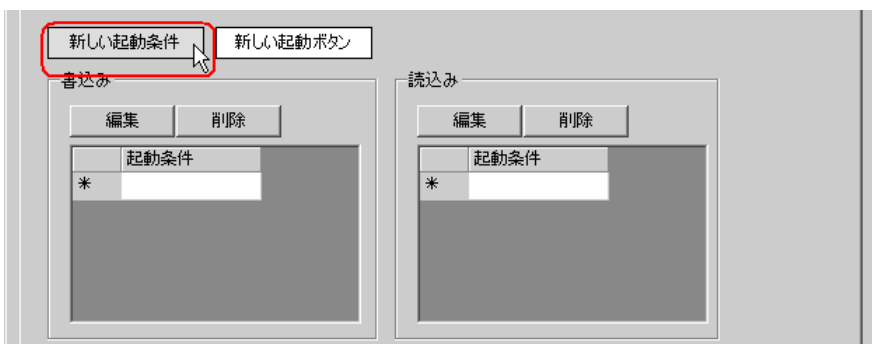 新しい起動条件 新しい起動ボタン
書込み 読込み
編集 削除 編集 削除
起動条件 起動条件
* *